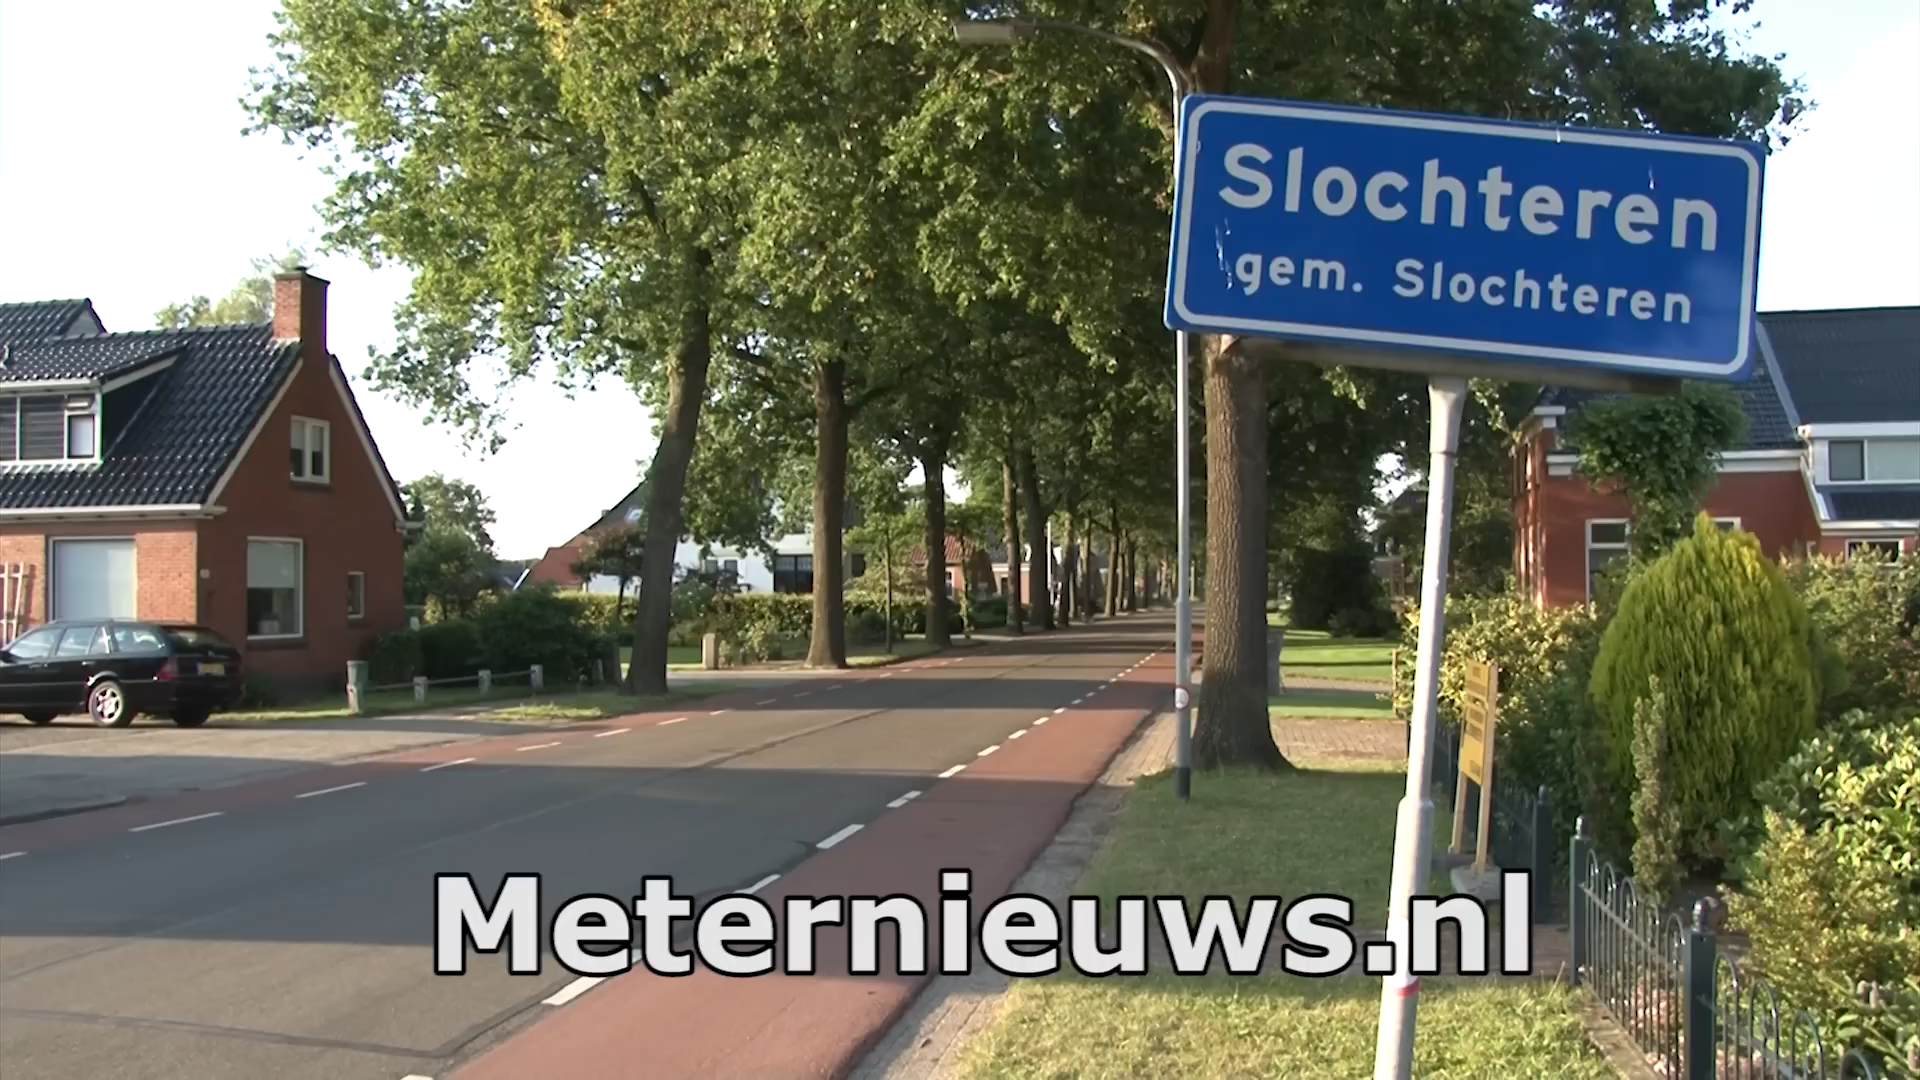 Slochteren
gem. Slochteren
Meternieuws.nl